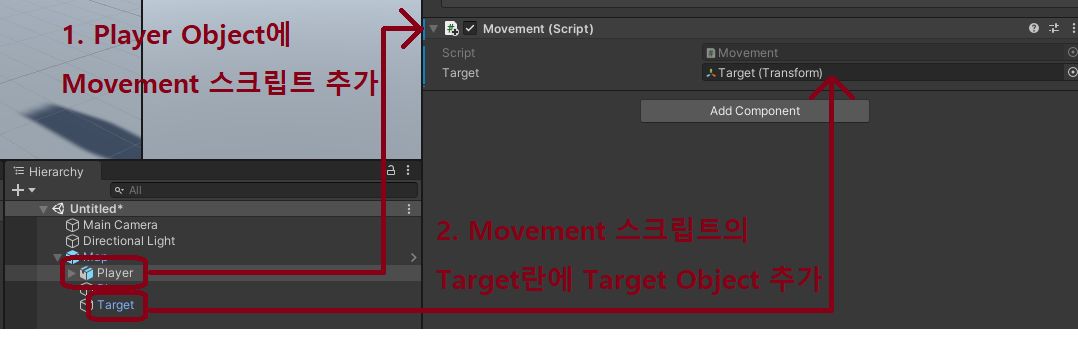 1. Player Object에
Movement 스크립트 추가
Movement (Script)
Script
Movement
Target
Target (Transform)
Add Component
Hierarchy
All
Untitled*
Main Camera
Directional Light
Map
Player
Target
2. Movement 스크립트의
Target란에 Target Object 추가